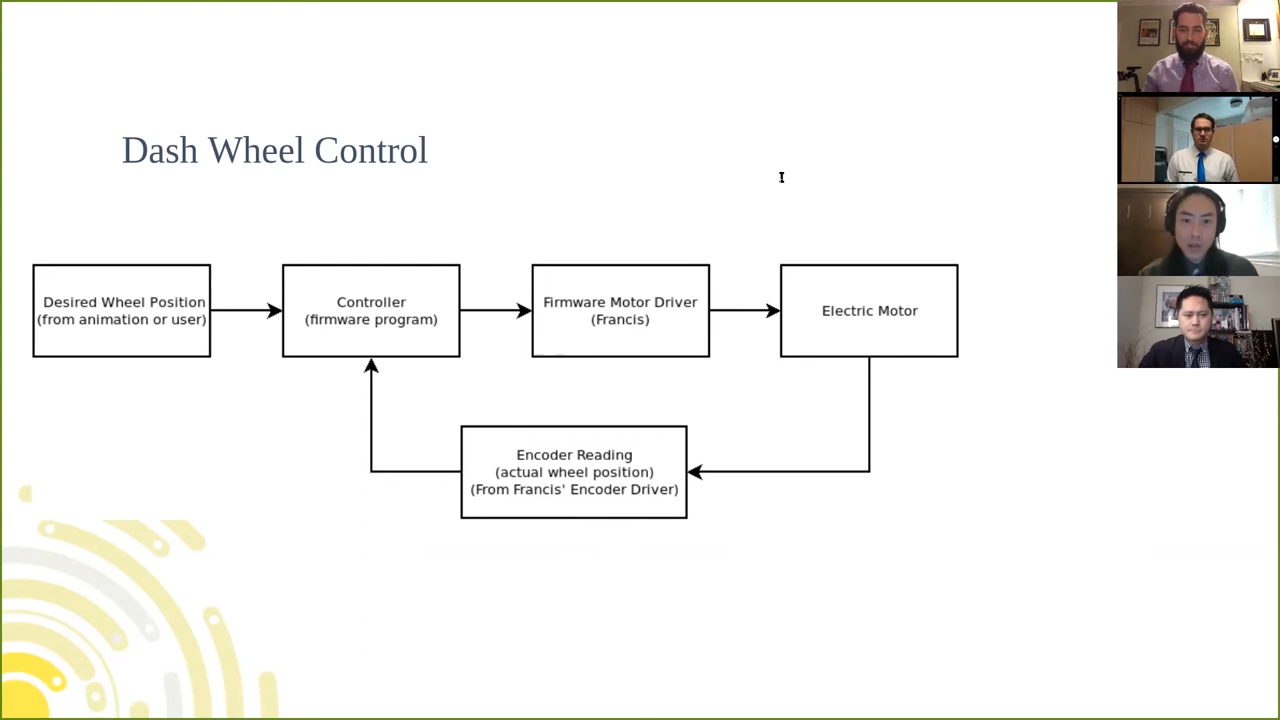 Dash Wheel Control
Desired Wheel Position
(from animation or user)
Controller
(firmware program)
Firmware Motor Driver
(Francis)
Electric Motor
Encoder Reading
(actual wheel position)
(From Francis' Encoder Driver)